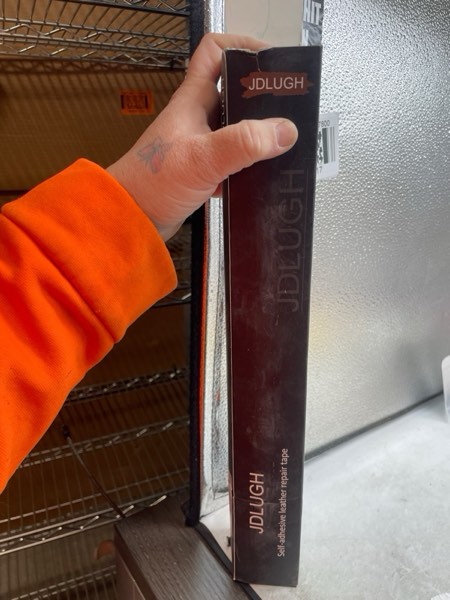 JDLUGH
JDLUGH
JDLUGH
Self-adhesive leather repair tape